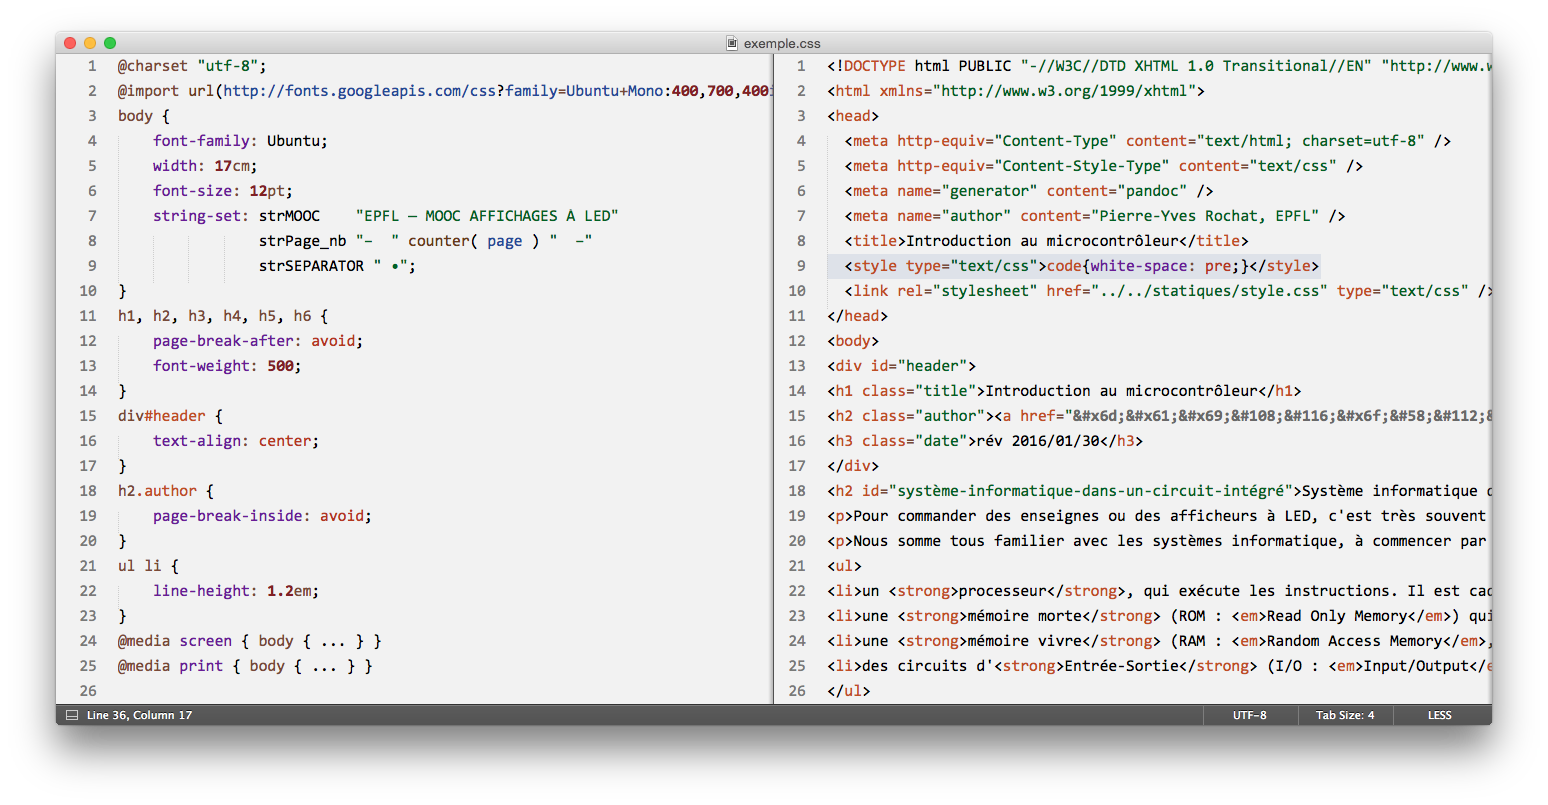 exemple.css
1 @charset "utf-8";
2 @import url(http://fonts.googleapis.com/css?family=Ubuntu+Mono:400,700,400
3 body {
4 font-family: Ubuntu;
5 width: 17cm;
6 font-size: 12pt;
7 string-set: strMOOC "EPFL — MOOC AFFICHAGES À LED"
8 strPage_nb "– " counter( page ) " –"
9 strSEPARATOR " •";
10 }
11 h1, h2, h3, h4, h5, h6 {
12 page-break-after: avoid;
13 font-weight: 500;
14 }
15 div#header {
16 text-align: center;
17 }
18 h2.author {
19 page-break-inside: avoid;
20 }
21 ul li {
22 line-height: 1.2em;
23 }
24 @media screen { body { ... } }
25 @media print { body { ... } }
26
1 <!DOCTYPE html PUBLIC "-//W3C//DTD XHTML 1.0 Transitional//EN" "http://www.w
2 <html xmlns="http://www.w3.org/1999/xhtml">
3 <head>
4 <meta http-equiv="Content-Type" content="text/html; charset=utf-8" />
5 <meta http-equiv="Content-Style-Type" content="text/css" />
6 <meta name="generator" content="pandoc" />
7 <meta name="author" content="Pierre-Yves Rochat, EPFL" />
8 <title>Introduction au microcontrôleur</title>
9 <style type="text/css">code{white-space: pre;}</style>
10 <link rel="stylesheet" href="../../statiques/style.css" type="text/css" />
11 </head>
12 <body>
13 <div id="header">
14 <h1 class="title">Introduction au microcontrôleur</h1>
15 <h2 class="author"><a href="&#x6d;&#x61;&#x69;&#108;&#116;&#x6f;&#58;&#112;&
16 <h3 class="date">rév 2016/01/30</h3>
17 </div>
18 <h2 id="système-informatique-dans-un-circuit-intégré">Système informatique
19 <p>Pour commander des enseignes ou des afficheurs à LED, c'est très souvent
20 <p>Nous somme tous familier avec les systèmes informatique, à commencer par
21 <ul>
22 <li>un <strong>processeur</strong>, qui exécute les instructions. Il est
23 <li>une <strong>mémoire morte</strong> (ROM : <em>Read Only Memory</em>) qui
24 <li>une <strong>mémoire vive</strong> (RAM : <em>Random Access Memory</em>,
25 <li>des circuits d'<strong>Entrée-Sortie</strong> (I/O : <em>Input/Output</e
26 </ul>
Line 36, Column 17 UTF-8 Tab Size: 4 LESS